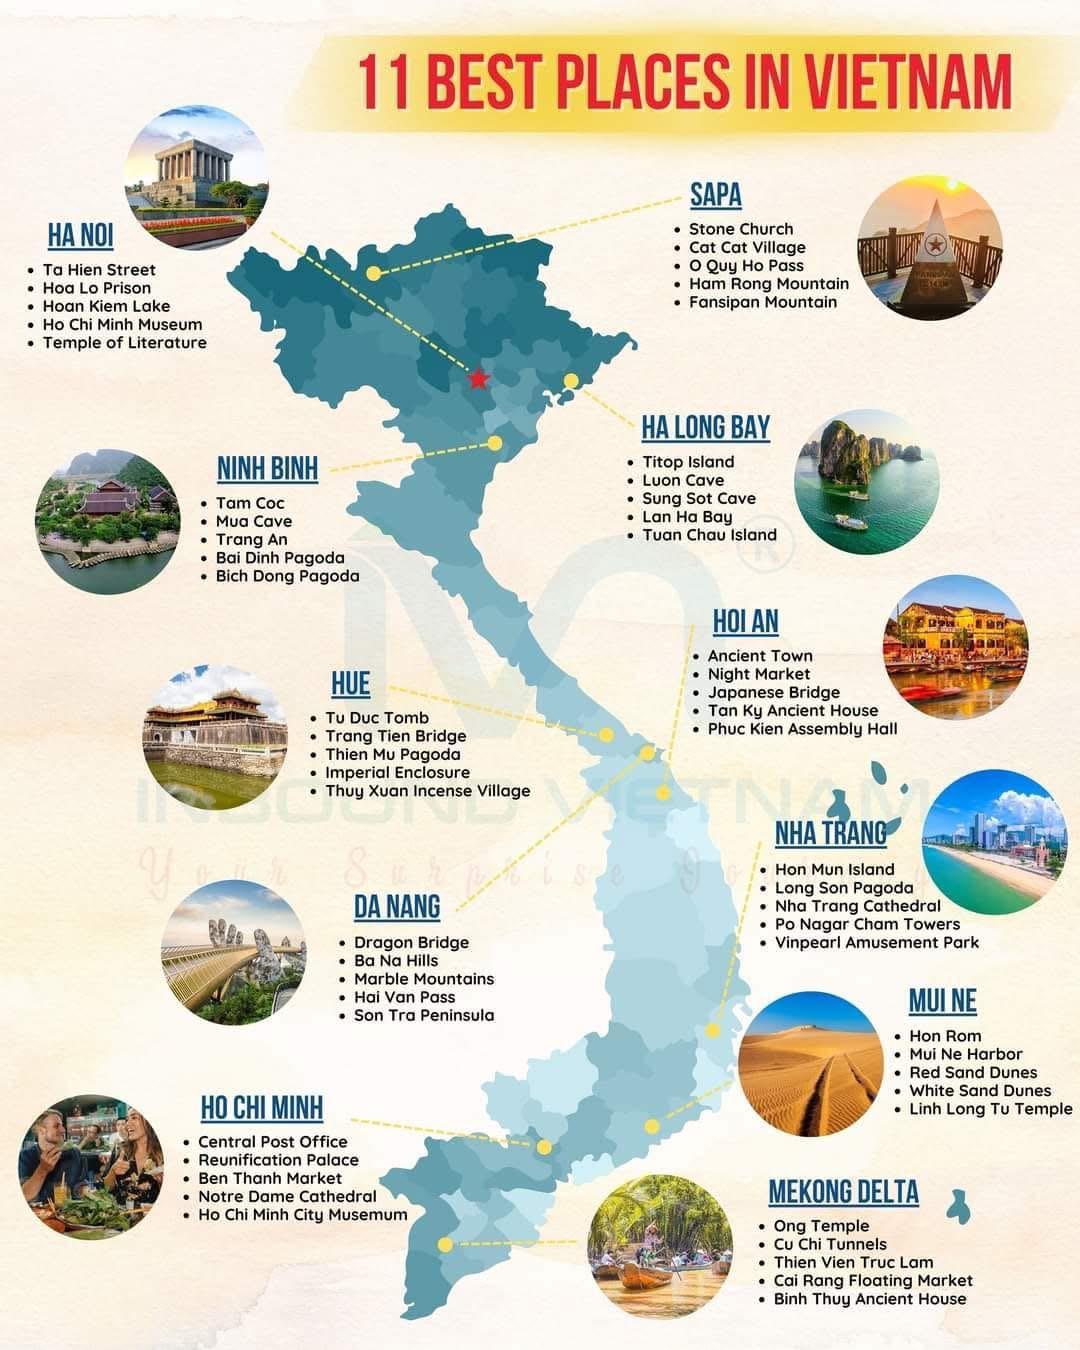 11 BEST PLACES IN VIETNAM
HA NOI
Ta Hien Street
Hoa Lo Prison
Hoan Kiem Lake
Ho Chi Minh Museum
Temple of Literature
SAPA
Stone Church
Cat Cat Village
O Quy Ho Pass
Ham Rong Mountain
Fansipan Mountain
HA LONG BAY
Titop Island
Luon Cave
Sung Sot Cave
Lan Ha Bay
Tuan Chau Island
NINH BINH
Tam Coc
Mua Cave
Trang An
Bai Dinh Pagoda
Bich Dong Pagoda
HOI AN
Ancient Town
Night Market
Japanese Bridge
Tan Ky Ancient House
Phuc Kien Assembly Hall
HUE
Tu Duc Tomb
Trang Tien Bridge
Thien Mu Pagoda
Imperial Enclosure
Thuy Xuan Incense Village
®
INBOUND VIETNAM
Your Surprise
NHA TRANG
Hon Mun Island
Long Son Pagoda
Nha Trang Cathedral
Po Nagar Cham Towers
Vinpearl Amusement Park
DA NANG
Dragon Bridge
Ba Na Hills
Marble Mountains
Hai Van Pass
Son Tra Peninsula
MUI NE
Hon Rom
Mui Ne Harbor
Red Sand Dunes
White Sand Dunes
Linh Long Tu Temple
HO CHI MINH
Central Post Office
Reunification Palace
Ben Thanh Market
Notre Dame Cathedral
Ho Chi Minh City Musemum
MEKONG DELTA
Ong Temple
Cu Chi Tunnels
Thien Vien Truc Lam
Cai Rang Floating Market
Binh Thuy Ancient House